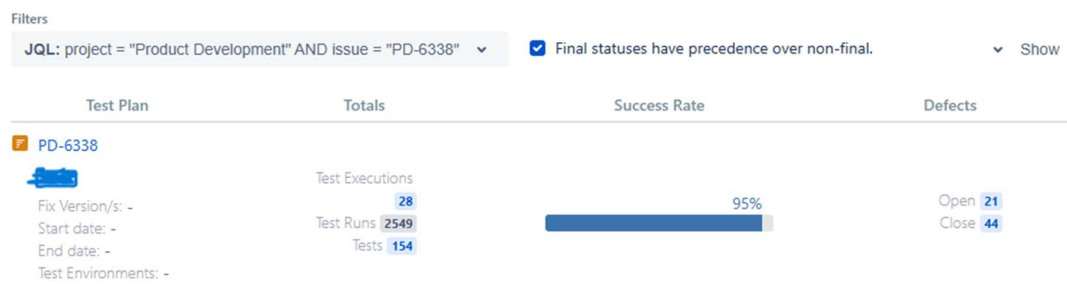 Filters
JQL: project = "Product Development" AND issue = "PD-6338"
Final statuses have precedence over non-final.
Show
Test Plan Totals Success Rate Defects
PD-6338
Fix Version/s: -
Start date: -
End date: -
Test Environments: -
Test Executions
28
Test Runs 2549
Tests 154
95%
Open 21
Close 44